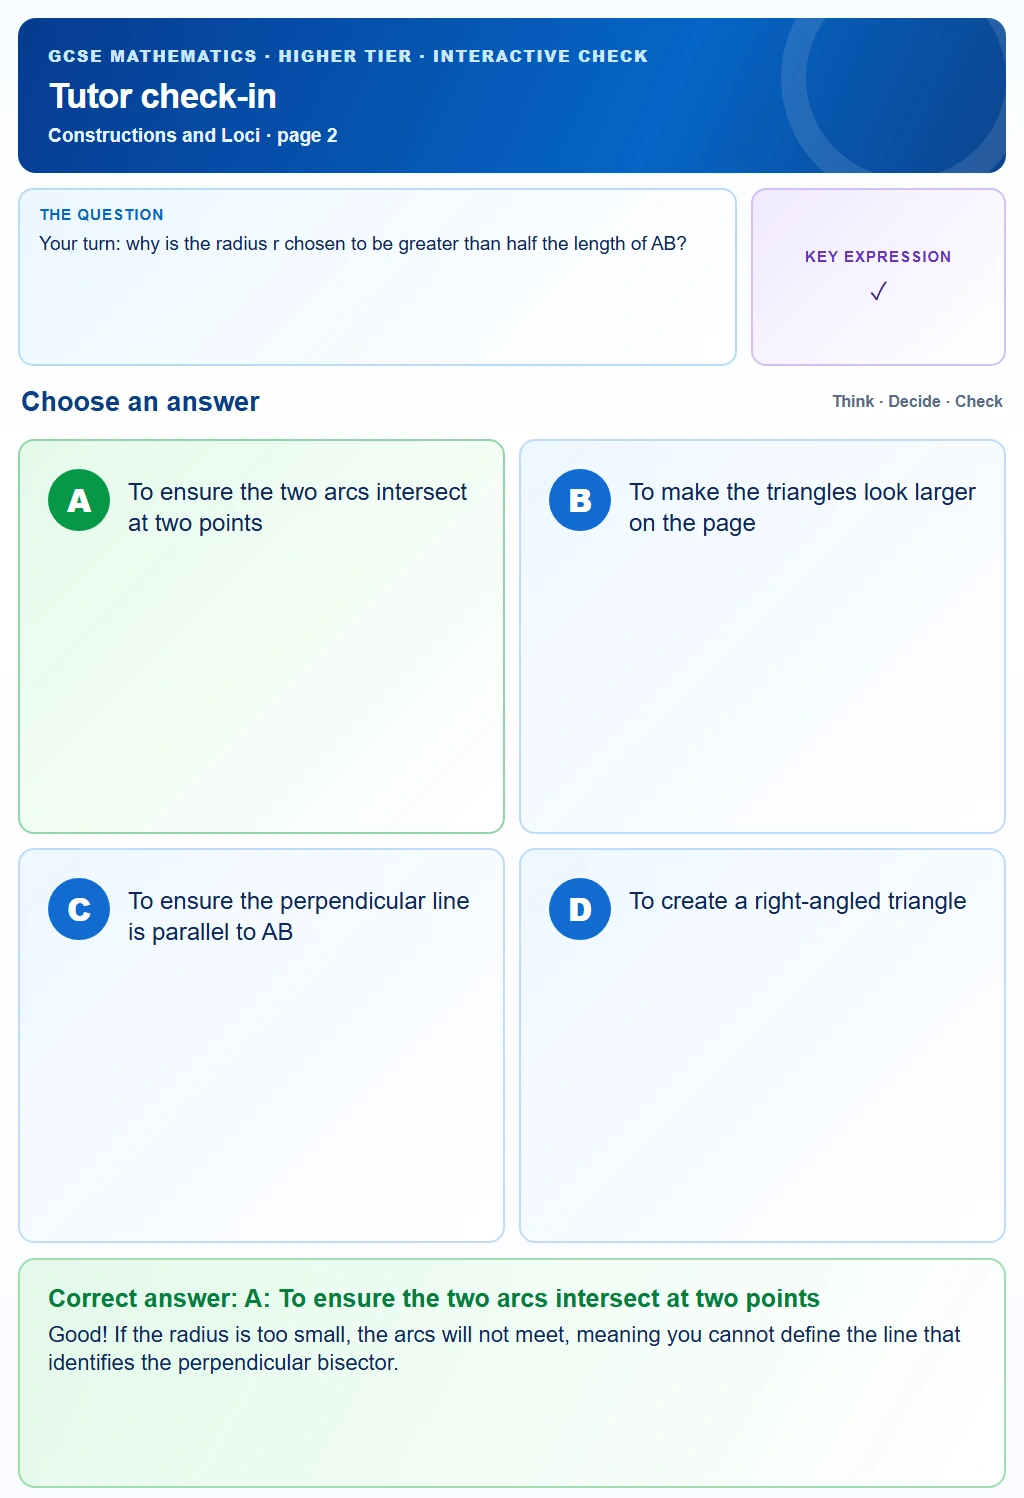 GCSE MATHEMATICS · HIGHER TIER · INTERACTIVE CHECK
Tutor check-in
Constructions and Loci · page 2
THE QUESTION
Your turn: why is the radius r chosen to be greater than half the length of AB?
KEY EXPRESSION
✓
Choose an answer
Think · Decide · Check
A
To ensure the two arcs intersect
at two points
B
To make the triangles look larger
on the page
C
To ensure the perpendicular line
is parallel to AB
D
To create a right-angled triangle
Correct answer: A: To ensure the two arcs intersect at two points
Good! If the radius is too small, the arcs will not meet, meaning you cannot define the line that
identifies the perpendicular bisector.